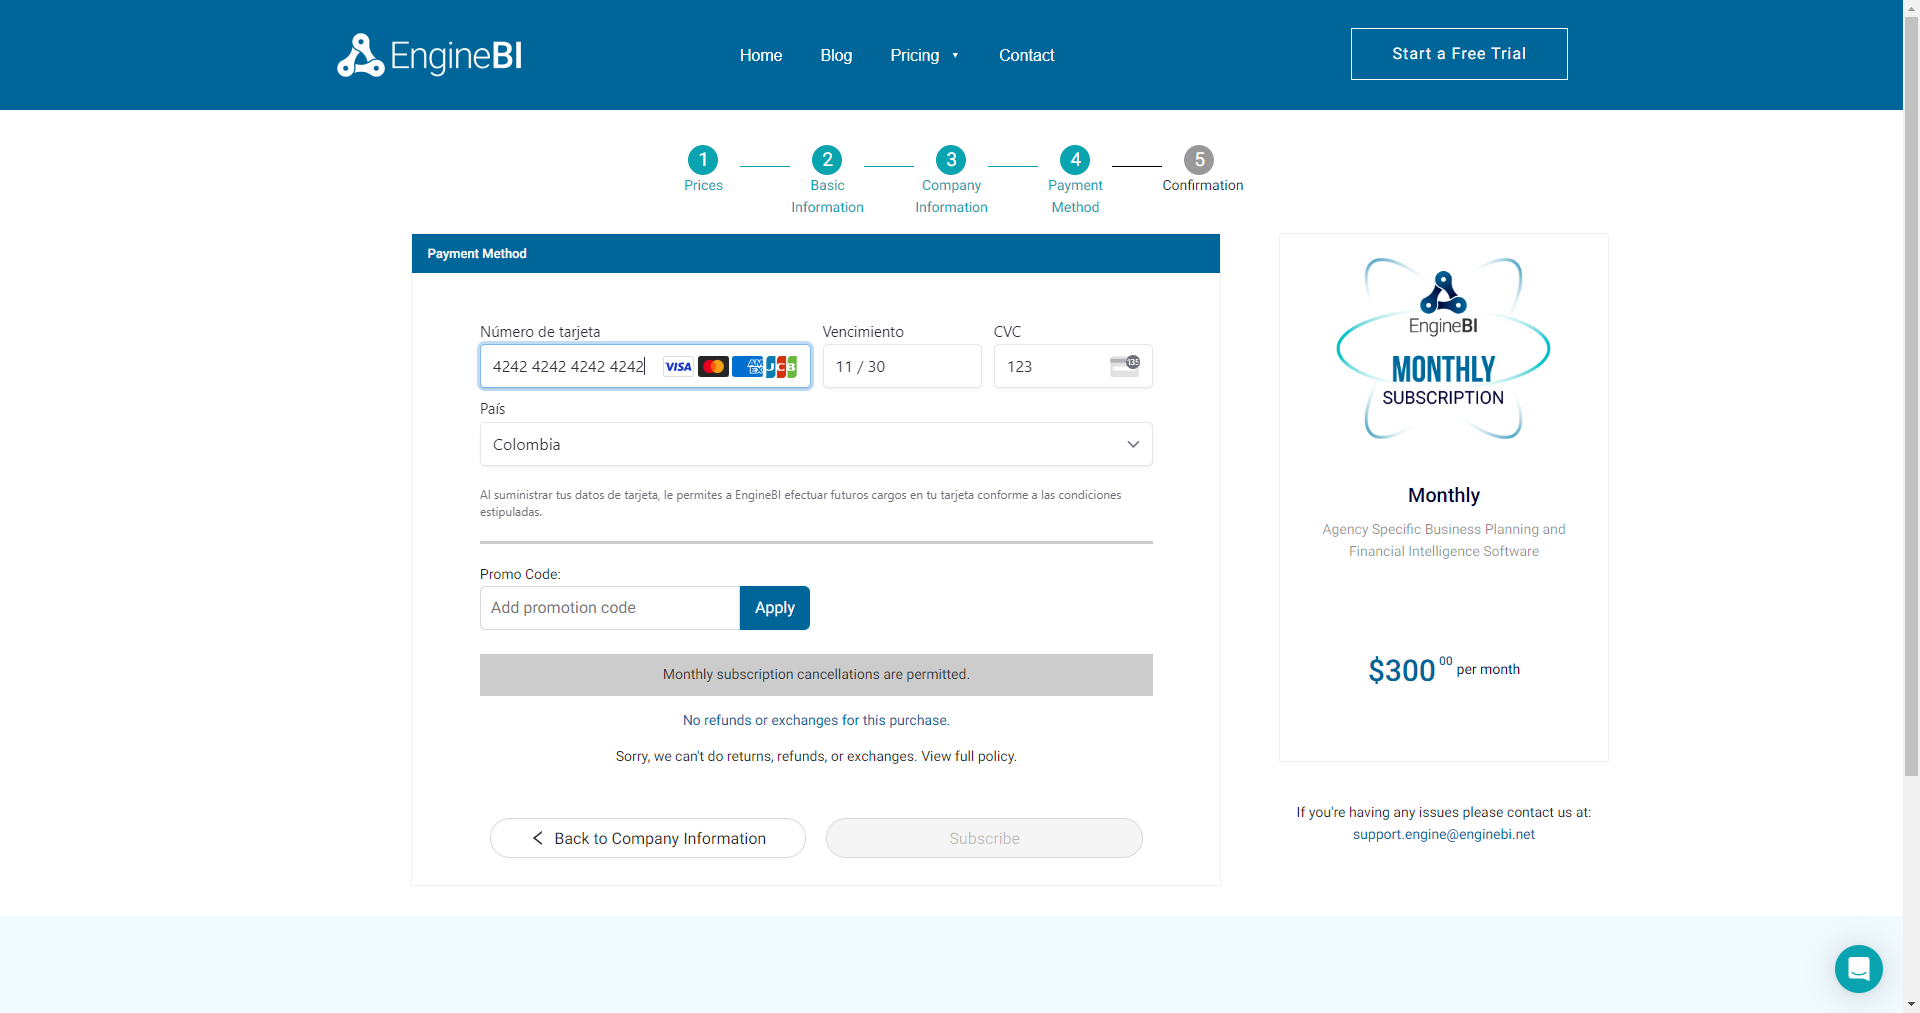 EngineBI
Home
Blog
Pricing
Contact
Start a Free Trial
1
Prices
2
Basic
Information
3
Company
Information
4
Payment
Method
5
Confirmation
Payment Method
Número de tarjeta
4242 4242 4242 4242
VISA
AM
EX
JCB
Vencimiento
11 / 30
CVC
123
135
País
Colombia
Al suministrar tus datos de tarjeta, le permites a EngineBI efectuar futuros cargos en tu tarjeta conforme a las condiciones
estipuladas.
Promo Code:
Add promotion code
Apply
Monthly subscription cancellations are permitted.
No refunds or exchanges for this purchase.
Sorry, we can't do returns, refunds, or exchanges. View full policy.
Back to Company Information
Subscribe
EngineBI
MONTHLY
SUBSCRIPTION
Monthly
Agency Specific Business Planning and
Financial Intelligence Software
$300 00 per month
If you're having any issues please contact us at:
support.engine@enginebi.net